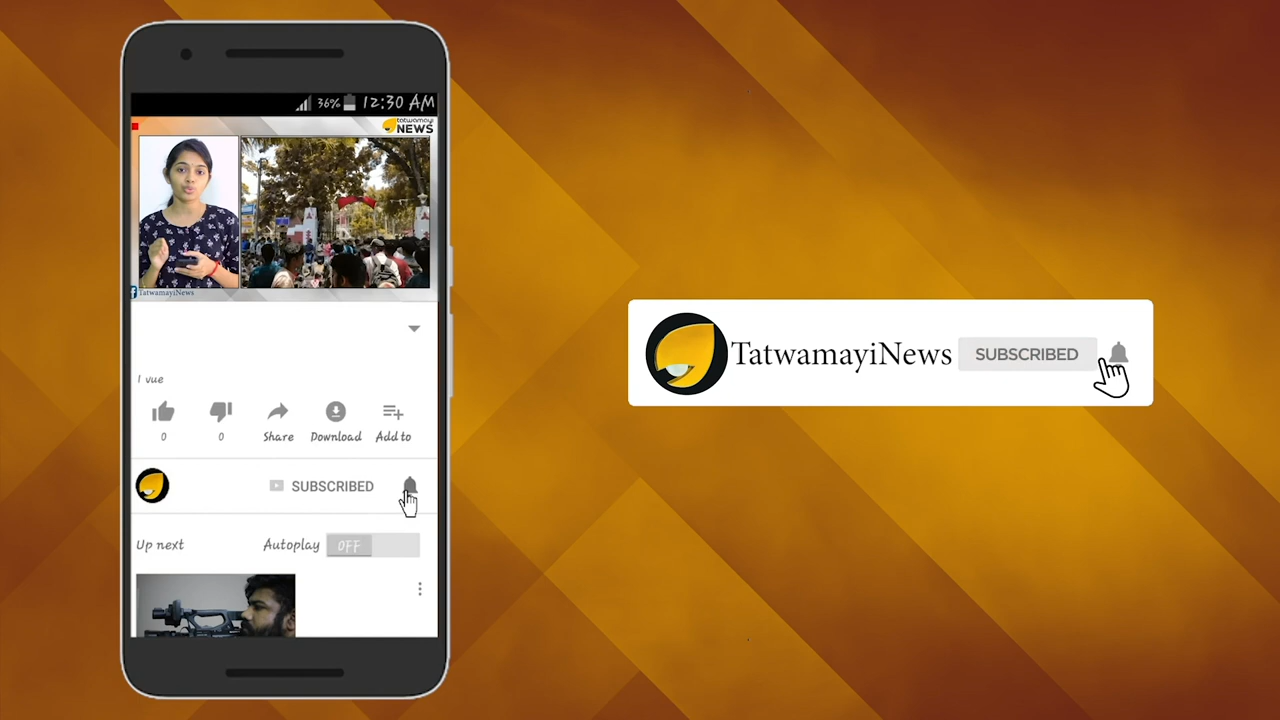 36% 12:30 AM
tatwamayi
NEWS
TatwamayiNews
1 vue
0 0 Share Download Add to
SUBSCRIBED
Up next Autoplay OFF
TatwamayiNews SUBSCRIBED